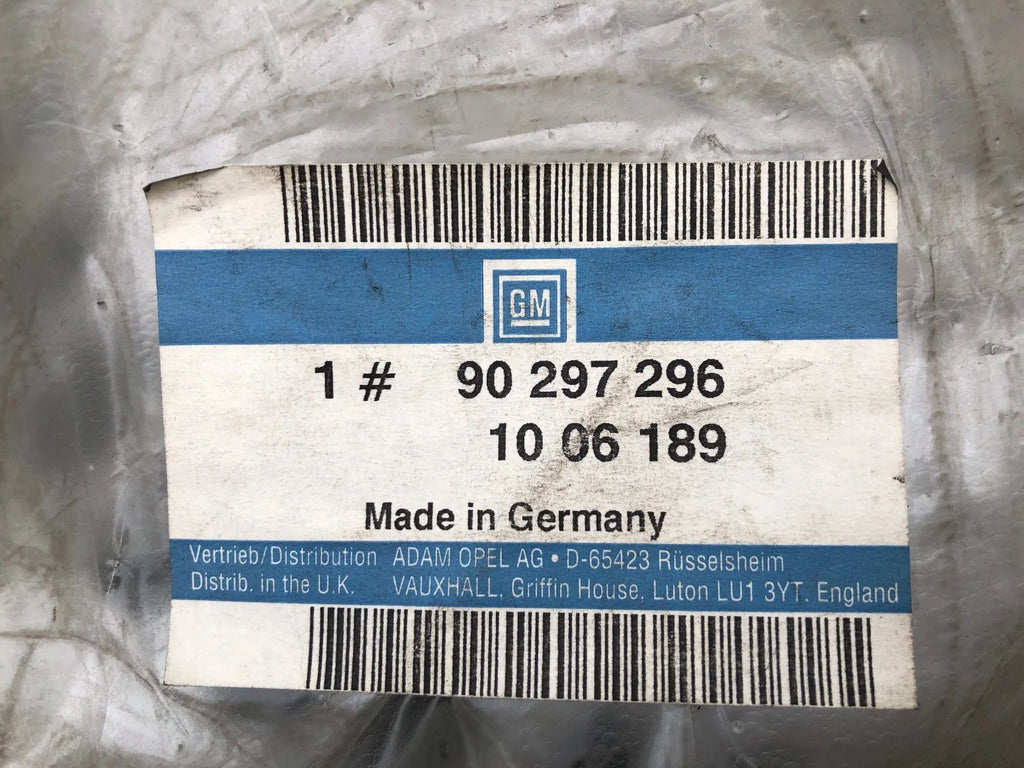 GM
1 # 90 297 296
10 06 189
Made in Germany
Vertrieb/Distribution ADAM OPEL AG • D-65423 Rüsselsheim
Distrib. in the U.K. VAUXHALL, Griffin House, Luton LU1 3YT. England